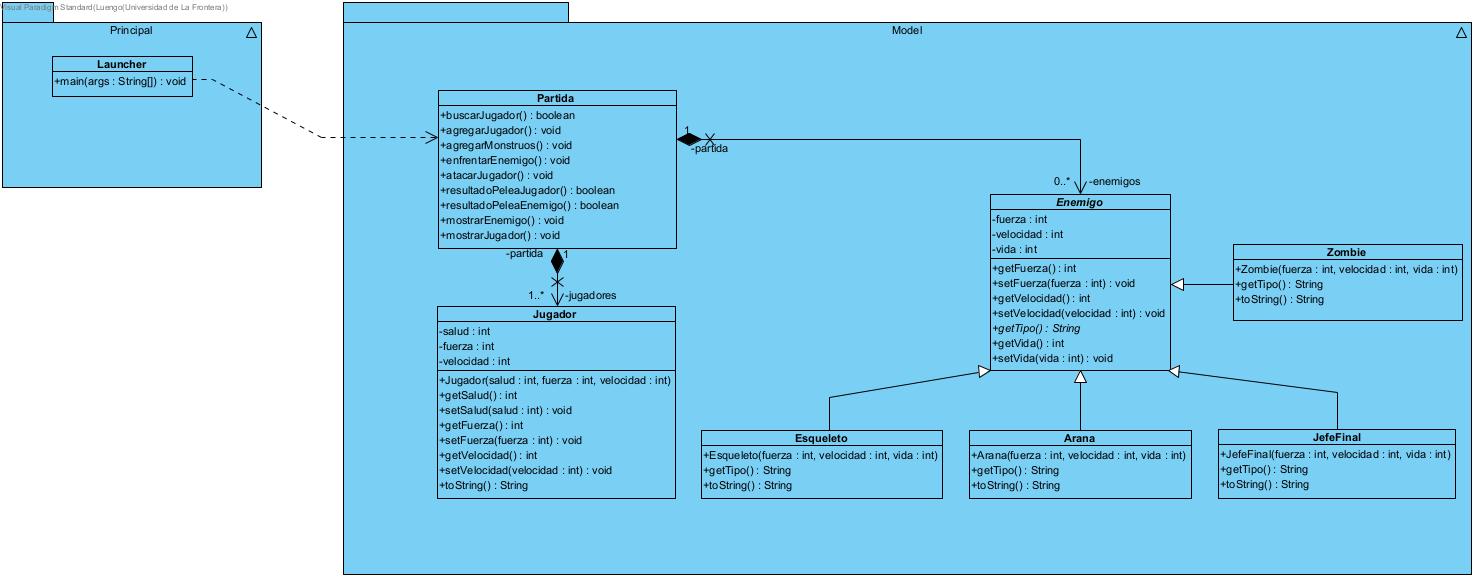 Visual Paradigm Standard(Luengo(Universidad de La Frontera))
Principal
Launcher
+main(args : String[]) : void
Model
Partida
+buscarJugador() : boolean
+agregarJugador() : void
+agregarMonstruos() : void
+enfrentarEnemigo() : void
+atacarJugador() : void
+resultadoPeleaJugador() : boolean
+resultadoPeleaEnemigo() : boolean
+mostrarEnemigo() : void
+mostrarJugador() : void
1
-partida
0..*
-enemigos
-partida
1
1..*
-jugadores
Jugador
-salud : int
-fuerza : int
-velocidad : int
+Jugador(salud : int, fuerza : int, velocidad : int)
+getSalud() : int
+setSalud(salud : int) : void
+getFuerza() : int
+setFuerza(fuerza : int) : void
+getVelocidad() : int
+setVelocidad(velocidad : int) : void
+toString() : String
Enemigo
-fuerza : int
-velocidad : int
-vida : int
+getFuerza() : int
+setFuerza(fuerza : int) : void
+getVelocidad() : int
+setVelocidad(velocidad : int) : void
+getTipo() : String
+getVida() : int
+setVida(vida : int) : void
Zombie
+Zombie(fuerza : int, velocidad : int, vida : int)
+getTipo() : String
+toString() : String
Esqueleto
+Esqueleto(fuerza : int, velocidad : int, vida : int)
+getTipo() : String
+toString() : String
Arana
+Arana(fuerza : int, velocidad : int, vida : int)
+getTipo() : String
+toString() : String
JefeFinal
+JefeFinal(fuerza : int, velocidad : int, vida : int)
+getTipo() : String
+toString() : String